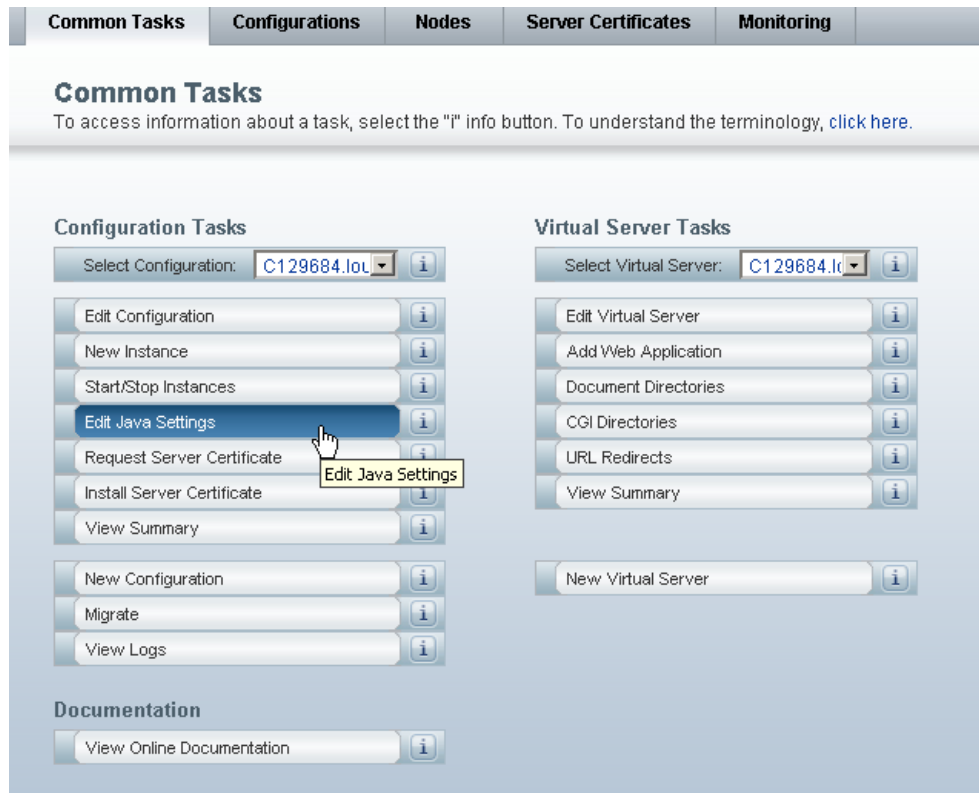 Common Tasks
Configurations
Nodes
Server Certificates
Monitoring
Common Tasks
To access information about a task, select the "i" info button. To understand the terminology, click here.
Configuration Tasks
Select Configuration: C129684.lou i
Edit Configuration i
New Instance i
Start/Stop Instances i
Edit Java Settings i
Request Server Certificate i
Edit Java Settings
Install Server Certificate i
View Summary i
New Configuration i
Migrate i
View Logs i
Virtual Server Tasks
Select Virtual Server: C129684.l i
Edit Virtual Server i
Add Web Application i
Document Directories i
CGI Directories i
URL Redirects i
View Summary i
New Virtual Server i
Documentation
View Online Documentation i